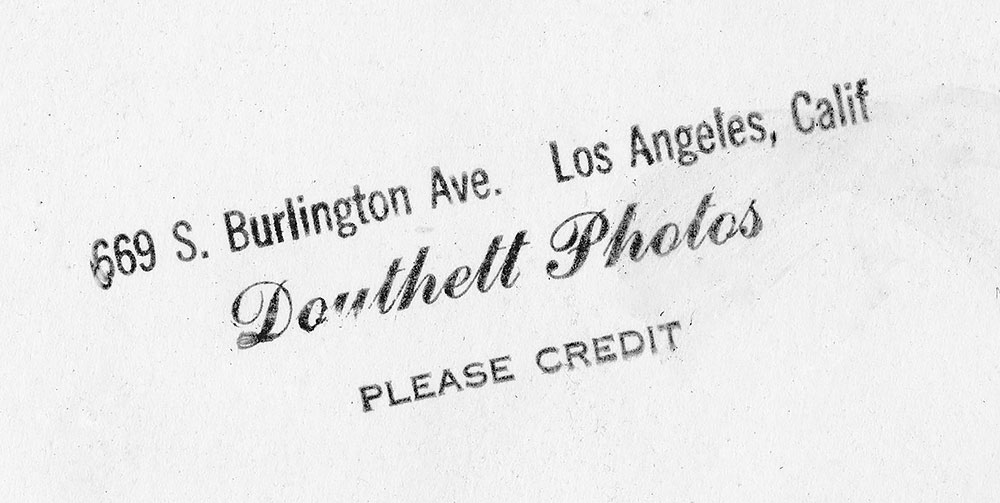 669 S. Burlington Ave. Los Angeles, Calif
Douthett Photos
PLEASE CREDIT